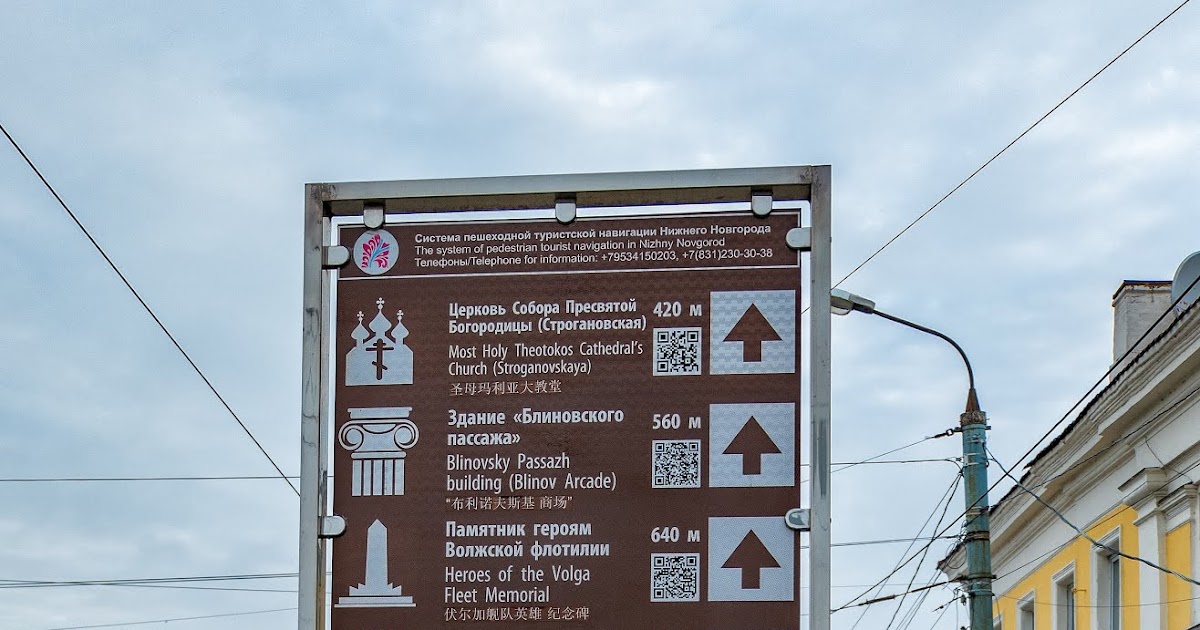 Система пешеходной туристской навигации Нижнего Новгорода
The system of pedestrian tourist navigation in Nizhny Novgorod
Телефоны/Telephone for information: +79534150203, +7(831)230-30-38
Церковь Собора Пресвятой
Богородицы (Строгановская)
420 м
Most Holy Theotokos Cathedral's
Church (Stroganovskaya)
圣母玛利亚大教堂
Здание «Блиновского
пассажа»
560 м
Blinovsky Passazh
building (Blinov Arcade)
"布利诺夫斯基 商场"
Памятник героям
Волжской флотилии
640 м
Heroes of the Volga
Fleet Memorial
伏尔加舰队英雄 纪念碑